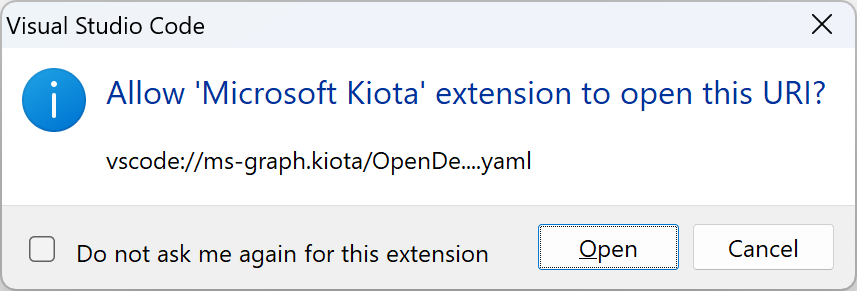 Visual Studio Code
Allow 'Microsoft Kiota' extension to open this URI?
vscode://ms-graph.kiota/OpenDe....yaml
Do not ask me again for this extension
Open
Cancel